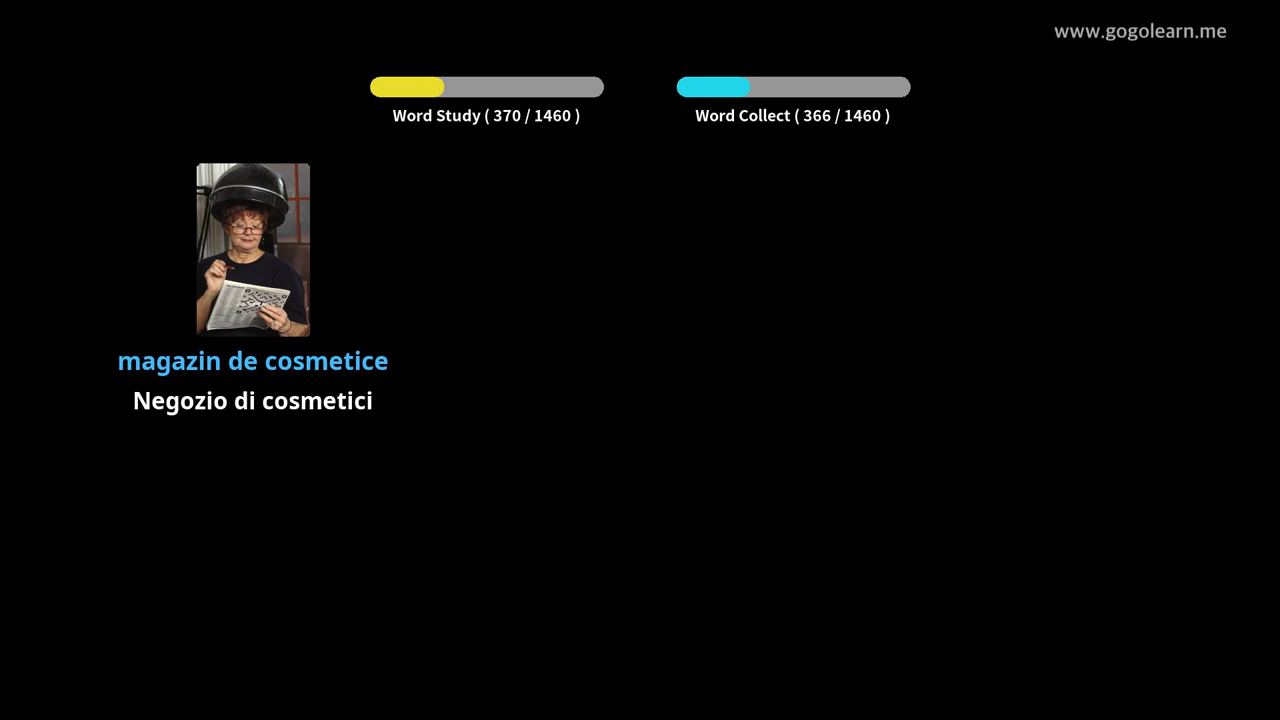 www.gogolearn.me
Word Study ( 370 / 1460 )
Word Collect ( 366 / 1460 )
magazin de cosmetice
Negozio di cosmetici